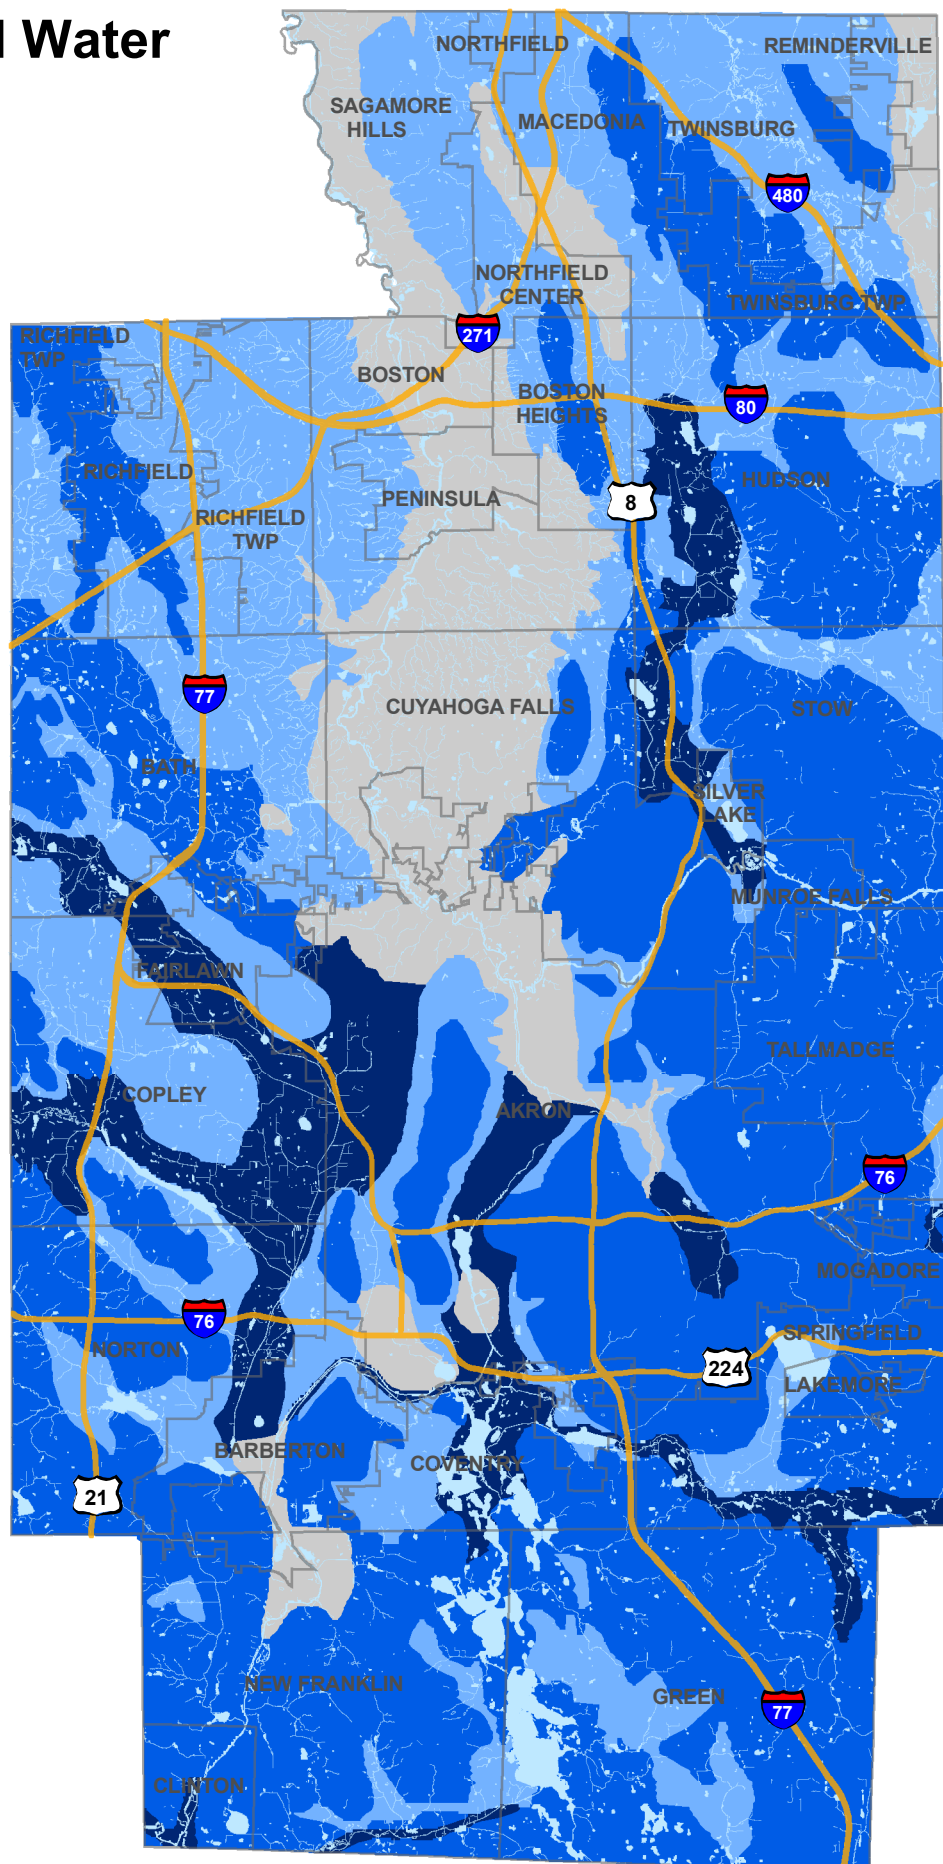 Water
NORTHFIELD
REMINDERVILLE
SAGAMORE
HILLS
MACEDONIA
TWINSBURG
480
NORTHFIELD
CENTER
TWINSBURG TWP
RICHFIELD
TWP
271
BOSTON
BOSTON
HEIGHTS
80
RICHFIELD
HUDSON
PENINSULA
8
RICHFIELD
TWP
77
CUYAHOGA FALLS
STOW
BATH
SILVER
LAKE
MUNROE FALLS
FAIRLAWN
TALLMADGE
COPLEY
AKRON
76
MOGADORE
76
SPRINGFIELD
NORTON
224
LAKEMORE
BARBERTON
COVENTRY
21
NEW FRANKLIN
GREEN
77
CLINTON